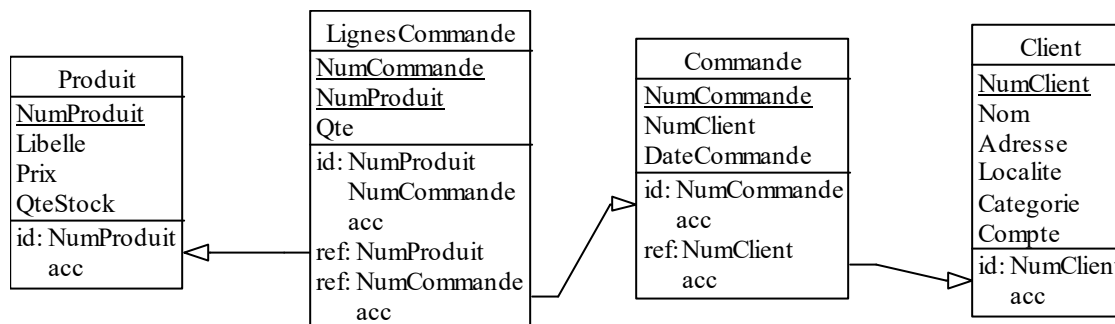 Produit
NumProduit
Libelle
Prix
QteStock
id: NumProduit
acc
LignesCommande
NumCommande
NumProduit
Qte
id: NumProduit
NumCommande
acc
ref: NumProduit
ref: NumCommande
acc
Commande
NumCommande
NumClient
DateCommande
id: NumCommande
acc
ref: NumClient
acc
Client
NumClient
Nom
Adresse
Localite
Categorie
Compte
id: NumClient
acc